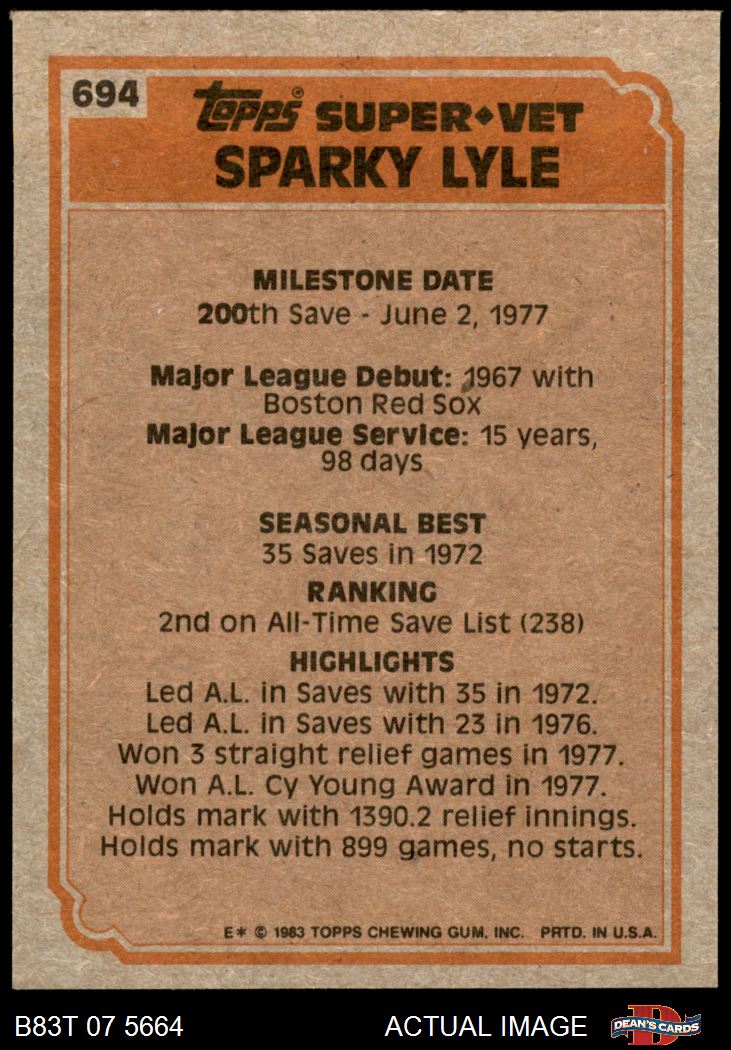 694
Topps® SUPER◆VET
SPARKY LYLE
MILESTONE DATE
200th Save - June 2, 1977
Major League Debut: 1967 with
Boston Red Sox
Major League Service: 15 years,
98 days
SEASONAL BEST
35 Saves in 1972
RANKING
2nd on All-Time Save List (238)
HIGHLIGHTS
Led A.L. in Saves with 35 in 1972.
Led A.L. in Saves with 23 in 1976.
Won 3 straight relief games in 1977.
Won A.L. Cy Young Award in 1977.
Holds mark with 1390.2 relief innings.
Holds mark with 899 games, no starts.
E* © 1983 TOPPS CHEWING GUM, INC. PRTD. IN U.S.A.
B83T 07 5664 ACTUAL IMAGE
D
DEAN'S CARDS